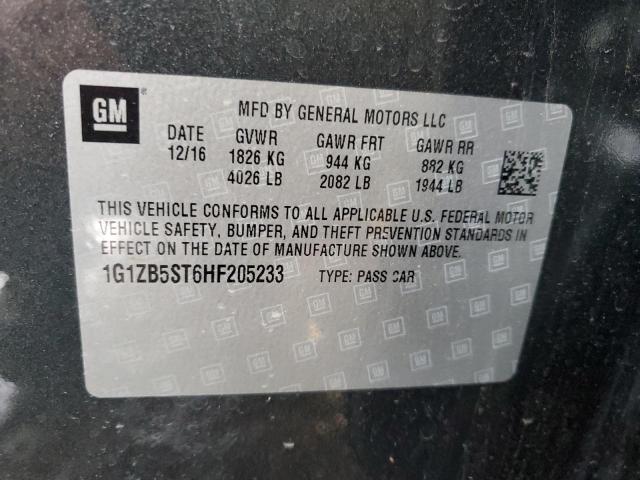 GM
MFD BY GENERAL MOTORS LLC
DATE GVWR GAWR FRT GAWR RR
12/16 1826 KG 944 KG 882 KG
4026 LB 2082 LB 1944 LB
THIS VEHICLE CONFORMS TO ALL APPLICABLE U.S. FEDERAL MOTOR
VEHICLE SAFETY, BUMPER, AND THEFT PREVENTION STANDARDS IN
EFFECT ON THE DATE OF MANUFACTURE SHOWN ABOVE.
1G1ZB5ST6HF205233 TYPE: PASS CAR